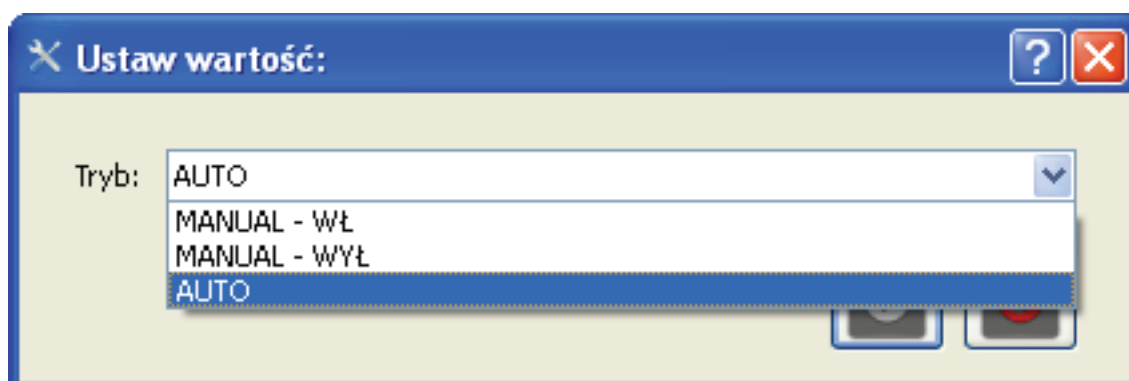 Ustaw wartość:
Tryb: AUTO
MANUAL - WŁ
MANUAL - WYŁ
AUTO